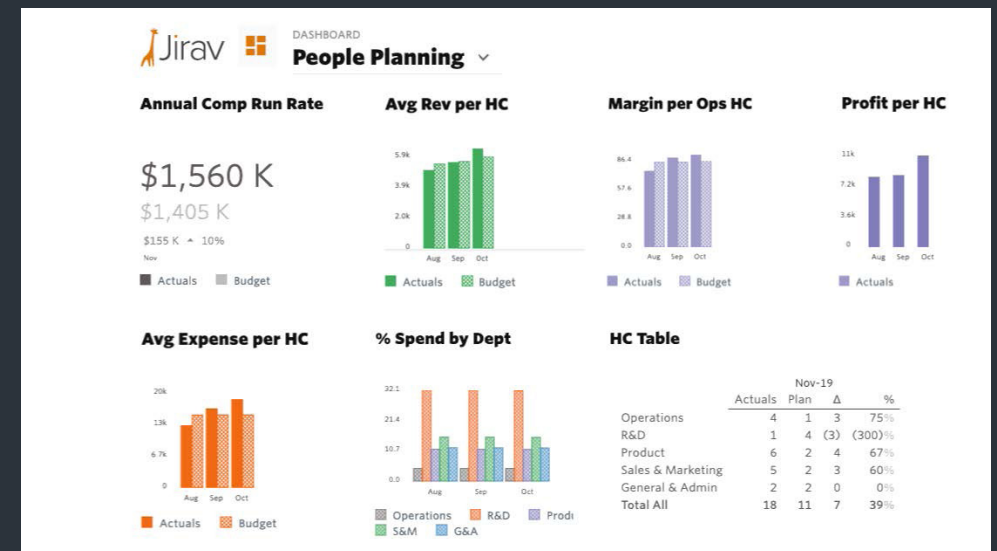 Jirav
DASHBOARD
People Planning
Annual Comp Run Rate
$1,560 K
$1,405 K
$155 K 10%
Nov
Actuals Budget
Avg Rev per HC
5.9k
3.9k
2.0k
0
Aug Sep Oct
Actuals Budget
Margin per Ops HC
86.4
57.6
28.8
0.0
Aug Sep Oct
Actuals Budget
Profit per HC
11k
7.2k
3.6k
0
Aug Sep Oct
Actuals
Avg Expense per HC
20k
13k
6.7k
0
Aug Sep Oct
Actuals Budget
% Spend by Dept
32.1
21.4
10.7
0.0
Aug Sep Oct
Operations R&D Produ
S&M G&A
HC Table
Nov-19
Actuals Plan Δ %
Operations 4 1 3 75%
R&D 1 4 (3) (300)%
Product 6 2 4 67%
Sales & Marketing 5 2 3 60%
General & Admin 2 2 0 0%
Total All 18 11 7 39%